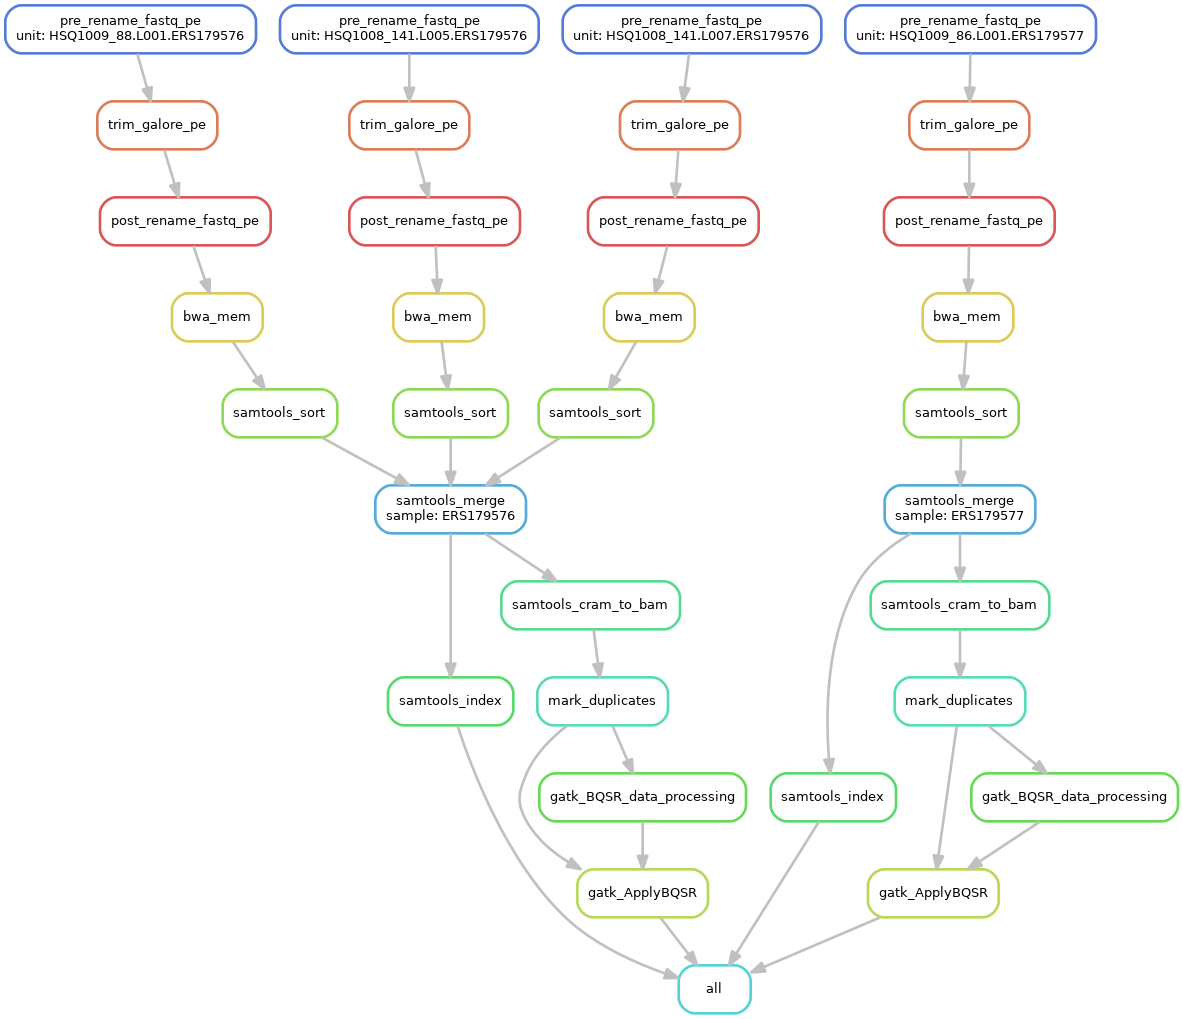 pre_rename_fastq_pe
unit: HSQ1009_88.L001.ERS179576
pre_rename_fastq_pe
unit: HSQ1008_141.L005.ERS179576
pre_rename_fastq_pe
unit: HSQ1008_141.L007.ERS179576
pre_rename_fastq_pe
unit: HSQ1009_86.L001.ERS179577
trim_galore_pe
trim_galore_pe
trim_galore_pe
trim_galore_pe
post_rename_fastq_pe
post_rename_fastq_pe
post_rename_fastq_pe
post_rename_fastq_pe
bwa_mem
bwa_mem
bwa_mem
bwa_mem
samtools_sort
samtools_sort
samtools_sort
samtools_sort
samtools_merge
sample: ERS179576
samtools_merge
sample: ERS179577
samtools_cram_to_bam
samtools_cram_to_bam
samtools_index
mark_duplicates
mark_duplicates
gatk_BQSR_data_processing
samtools_index
gatk_BQSR_data_processing
gatk_ApplyBQSR
gatk_ApplyBQSR
all